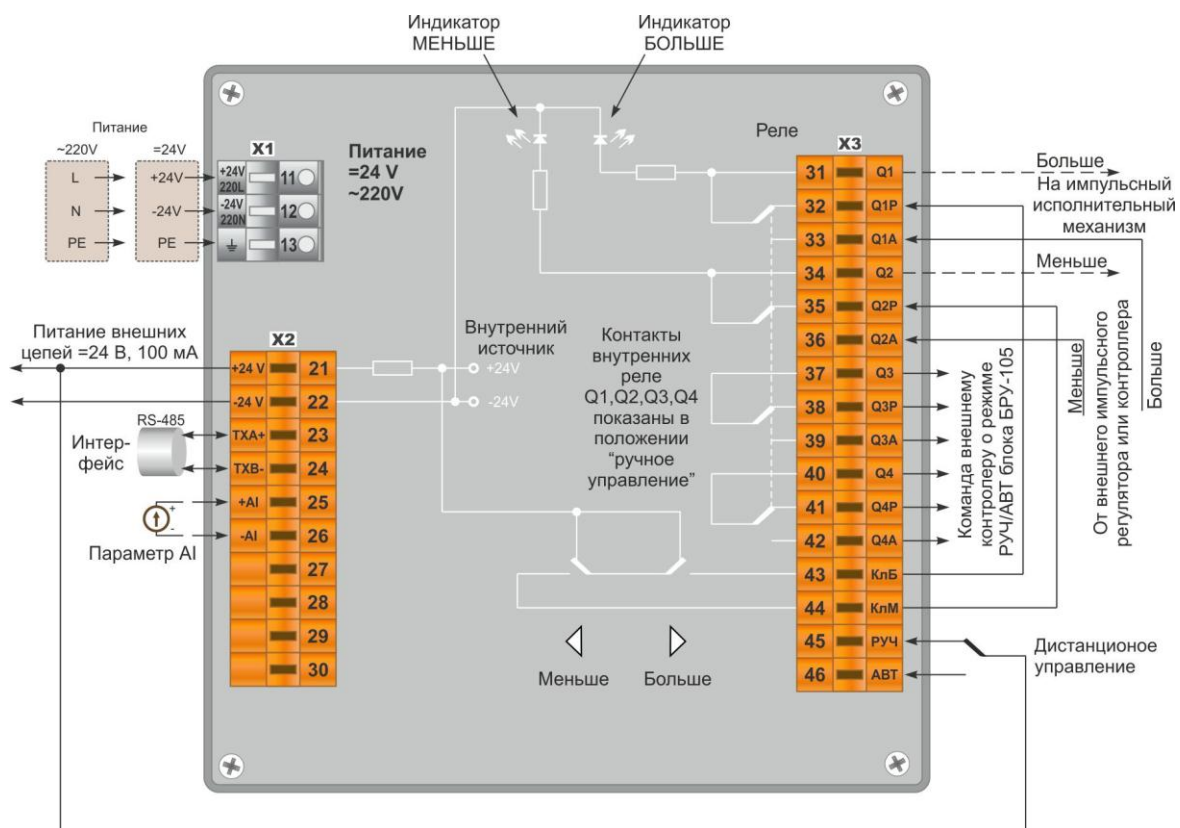 Индикатор
МЕНЬШЕ
Индикатор
БОЛЬШЕ
Питание
~220V
=24V
L
N
PE
+24V
-24V
PE
X1
+24V
220L
11
-24V
220N
12
13
Питание
=24 V
~220V
Реле
X3
31 Q1
32 Q1P
33 Q1A
34 Q2
35 Q2P
36 Q2A
37 Q3
38 Q3P
39 Q3A
40 Q4
41 Q4P
42 Q4A
43 КлБ
44 КлМ
45 РУЧ
46 АВТ
Больше
На импульсный
исполнительный
механизм
Меньше
Питание внешних
цепей =24 В, 100 мА
X2
+24 V 21
-24 V 22
TXA+ 23
TXB- 24
+AI 25
-AI 26
27
28
29
30
RS-485
Интер-
фейс
+
-
Параметр AI
Внутренний
источник
+24V
-24V
Контакты
внутренних
реле
Q1,Q2,Q3,Q4
показаны в
положении
“ручное
управление”
Меньше
Больше
Команда внешнему
контролеру о режиме
РУЧ/АВТ блока БРУ-105
Меньше
От внешнего импульсного
регулятора или контроллера
Больше
Дистанционое
управление